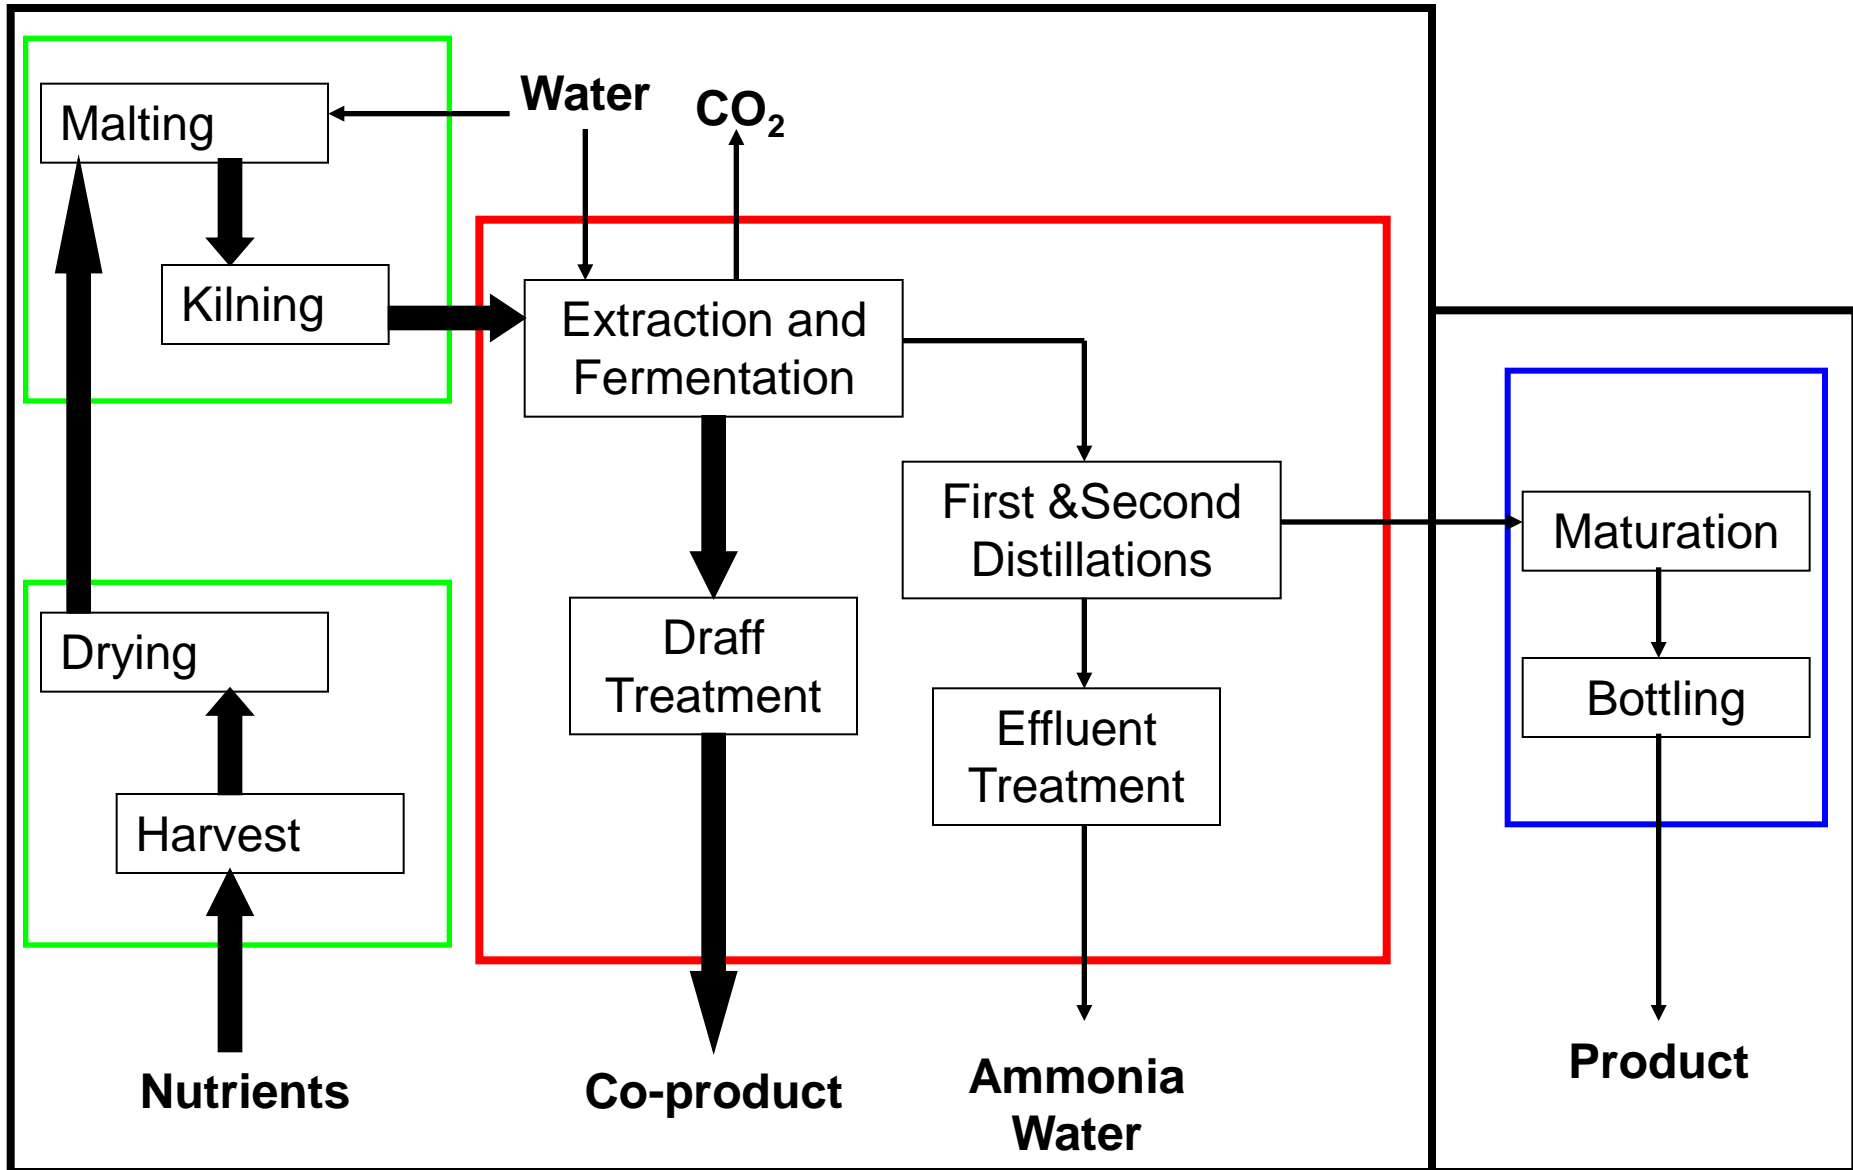 Malting
Water
CO₂
Kilning
Extraction and
Fermentation
First &Second
Distillations
Maturation
Drying
Draff
Treatment
Effluent
Treatment
Bottling
Harvest
Nutrients
Co-product
Ammonia
Water
Product